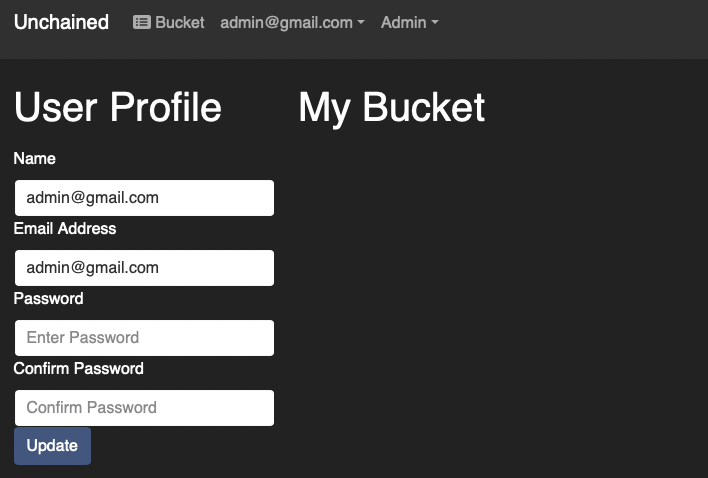 Unchained Bucket admin@gmail.com Admin
User Profile My Bucket
Name
admin@gmail.com
Email Address
admin@gmail.com
Password
Enter Password
Confirm Password
Confirm Password
Update